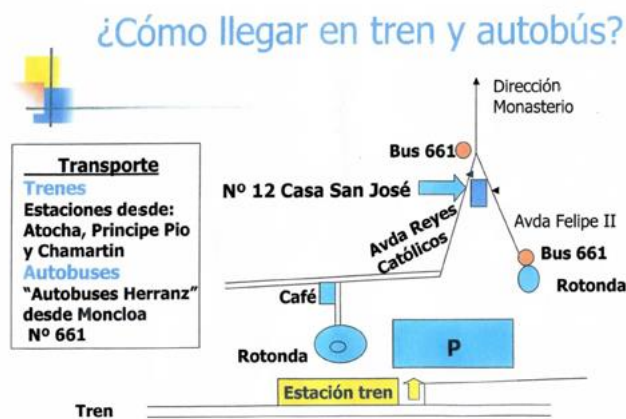 ¿Cómo llegar en tren y autobús?
Dirección
Monasterio
Bus 661
Transporte
Trenes
Estaciones desde:
Atocha, Principe Pio
y Chamartin
Autobuses
"Autobuses Herranz"
desde Moncloa
Nº 661
Nº 12 Casa San José
Avda Reyes
Católicos
Avda Felipe II
Bus 661
Rotonda
Café
Rotonda
P
Estación tren
Tren